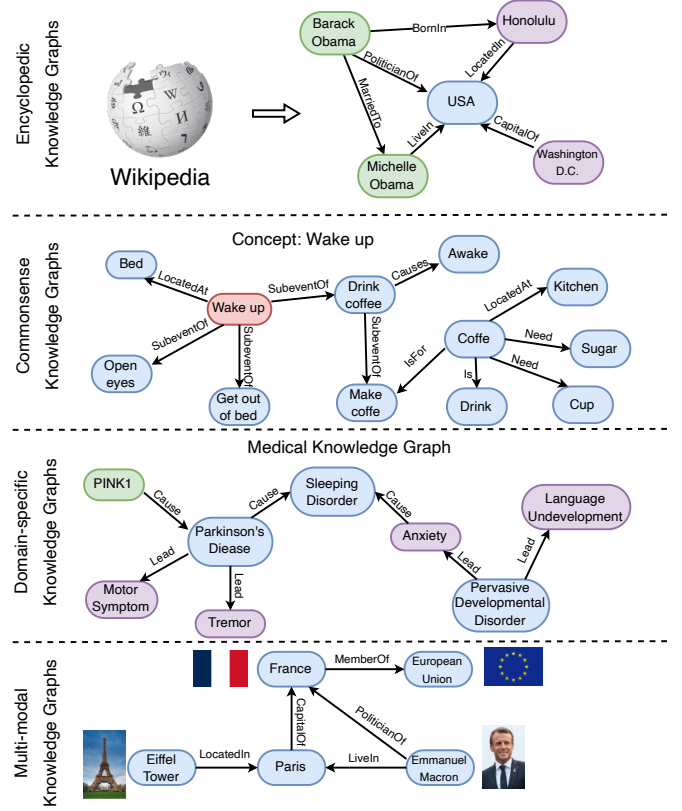 Encyclopedic
Knowledge Graphs
Ω
W
維
И
Wikipedia
Barack
Obama
BornIn
Honolulu
PoliticianOf
LocatedIn
MarriedTo
USA
LiveIn
CapitalOf
Michelle
Obama
Washington
D.C.
Commonsense
Knowledge Graphs
Concept: Wake up
Bed
LocatedAt
Wake up
SubeventOf
Drink
coffee
Causes
Awake
SubeventOf
Open
eyes
SubeventOf
Get out
of bed
SubeventOf
Make
coffe
IsFor
Coffe
LocatedAt
Kitchen
Need
Sugar
Need
Cup
Is
Drink
Domain-specific
Knowledge Graphs
Medical Knowledge Graph
PINK1
Cause
Parkinson's
Diease
Cause
Sleeping
Disorder
Lead
Motor
Symptom
Lead
Tremor
Cause
Anxiety
Lead
Pervasive
Developmental
Disorder
Lead
Language
Undevelopment
Multi-modal
Knowledge Graphs
France
MemberOf
European
Union
CapitalOf
PoliticianOf
Eiffel
Tower
LocatedIn
Paris
LiveIn
Emmanuel
Macron